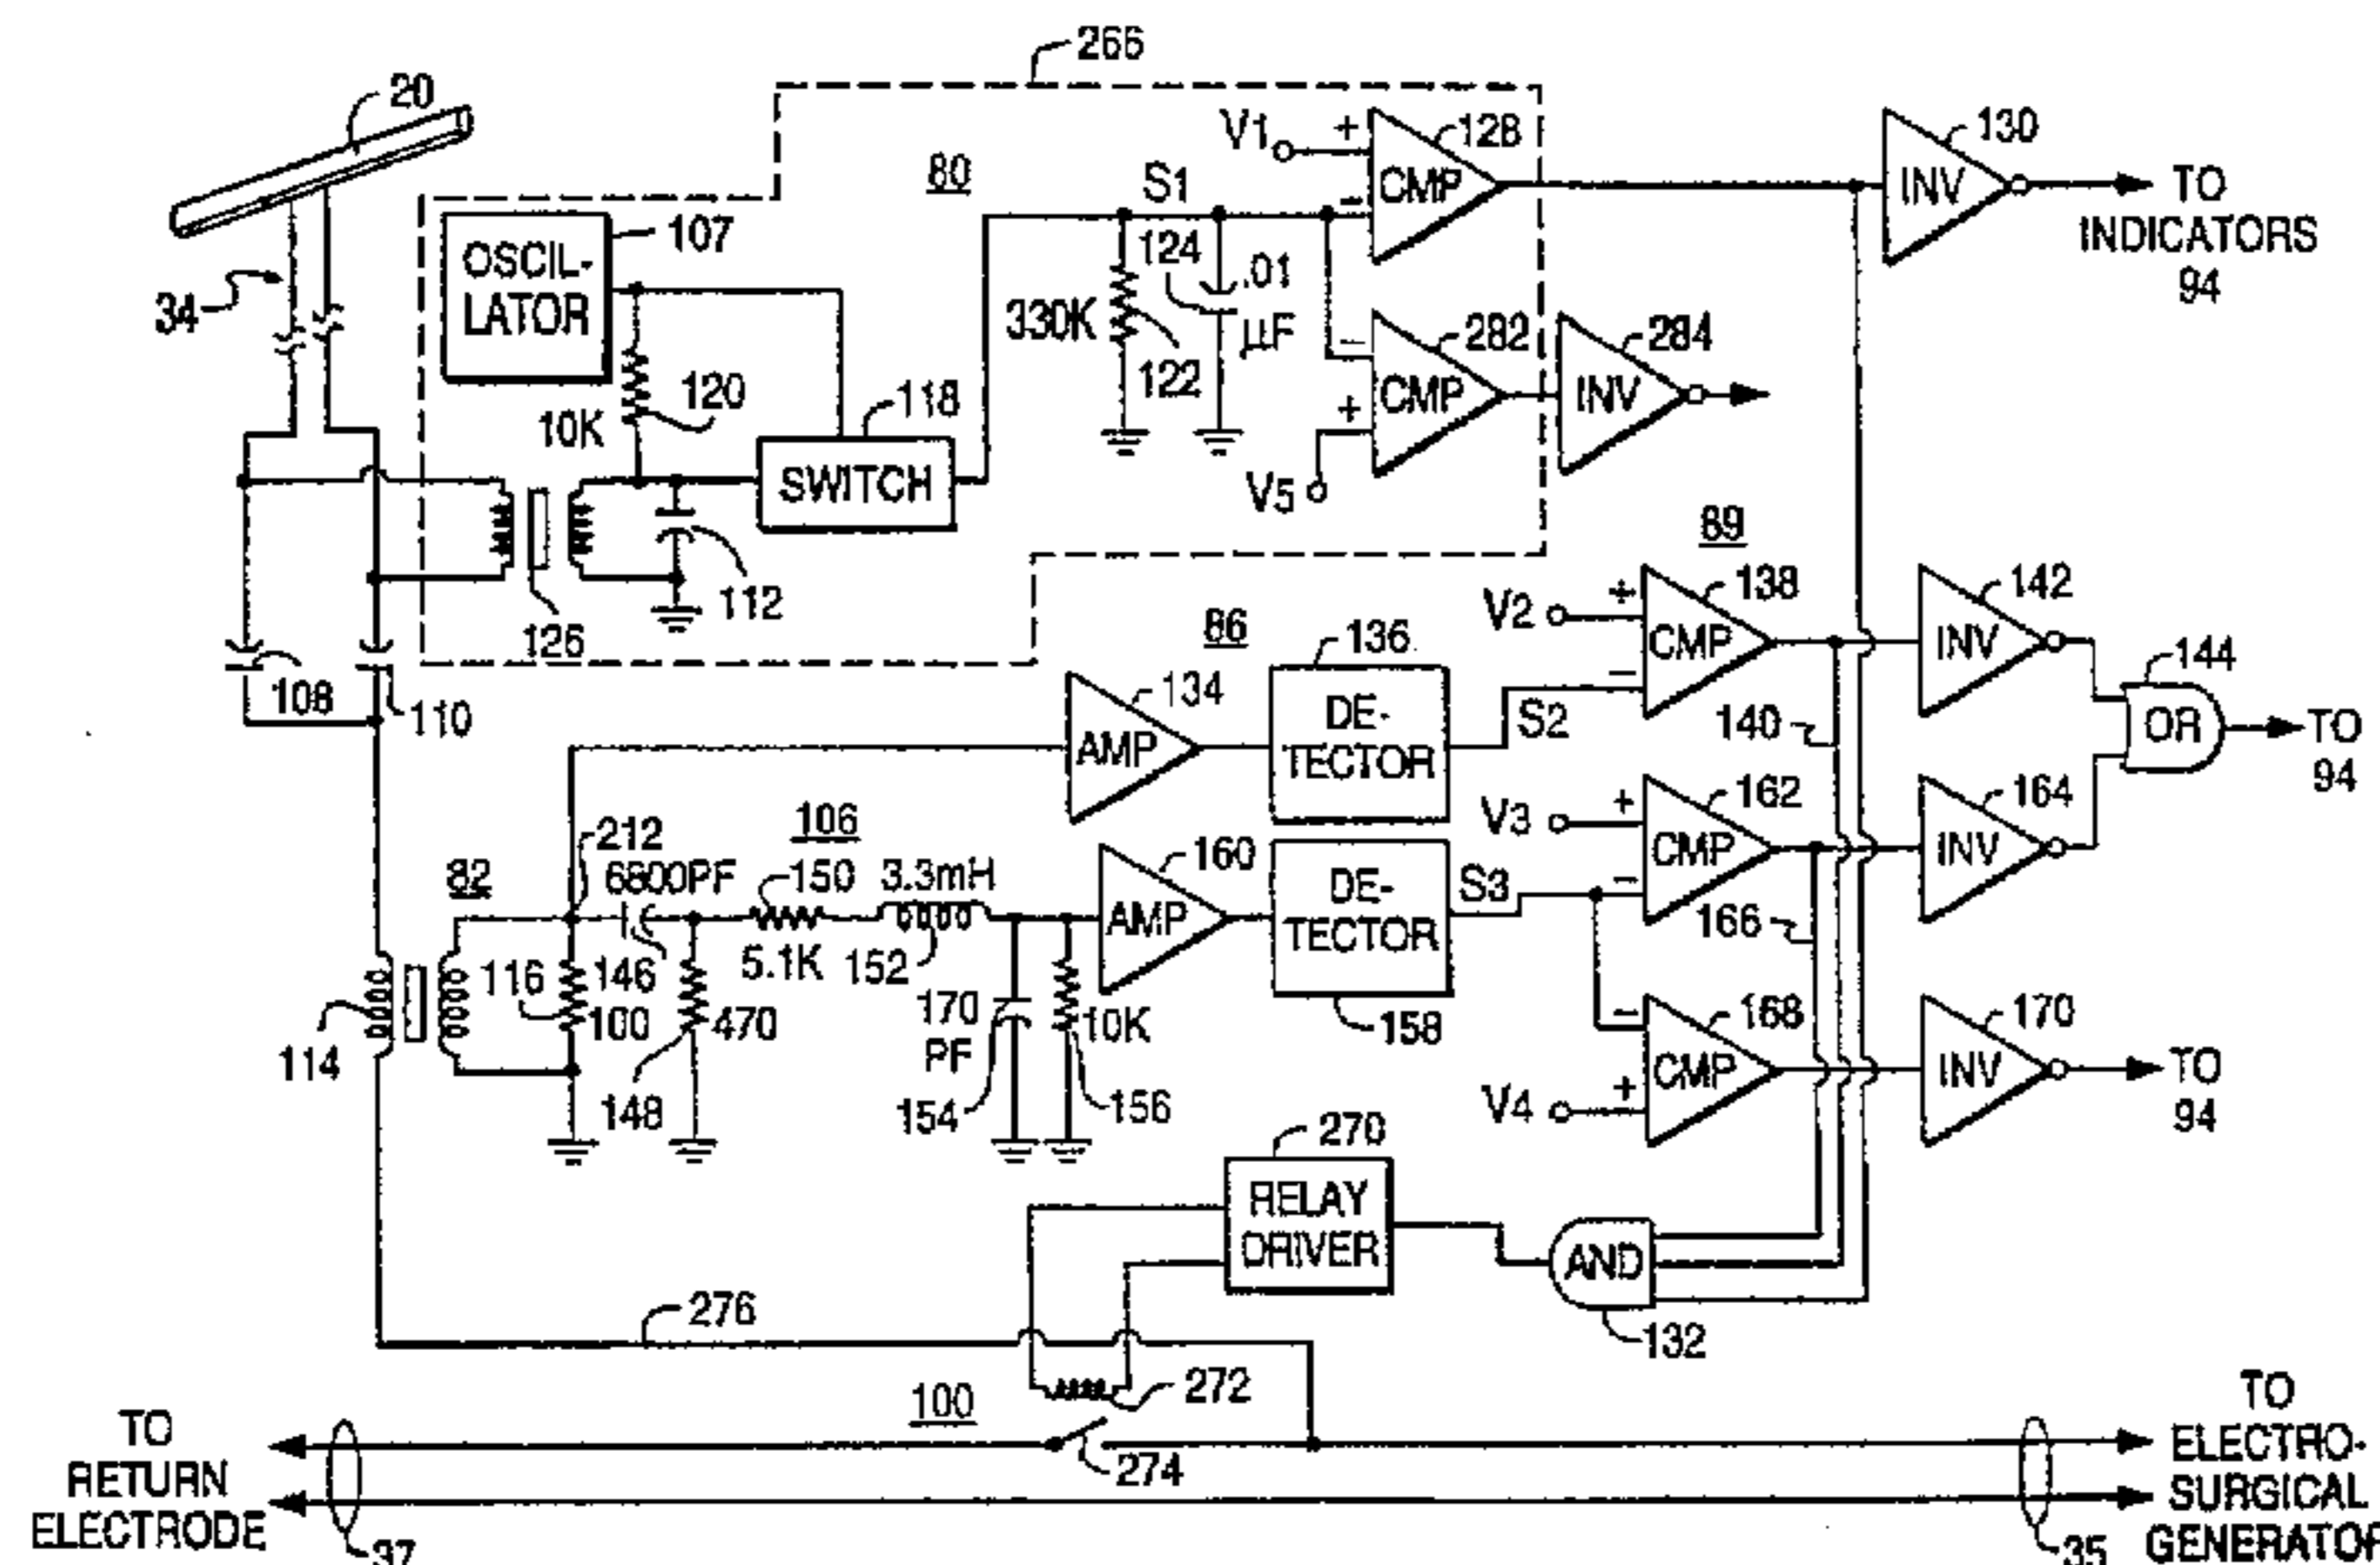 266
20
V1
+
128
130
80
S1
-
CMP
INV
TO
INDICATORS
94
OSCIL-
LATOR
107
34
330K
124
.01
µF
122
282
284
-
CMP
INV
+
V5
10K
120
118
SWITCH
112
126
89
108
110
86
V2
+
138
142
CMP
INV
-
134
AMP
136
DE-
TECTOR
S2
140
144
OR
TO
94
V3
+
162
164
CMP
INV
-
212
106
82
6800PF
150
3.3mH
160
AMP
DE-
TECTOR
S3
166
116
100
146
5.1K
152
114
148
470
170
PF
154
10K
156
158
-
168
170
CMP
INV
TO
94
V4
+
270
RELAY
DRIVER
AND
132
276
272
100
274
TO
RETURN
ELECTRODE
37
TO
ELECTRO-
SURGICAL
GENERATOR
35